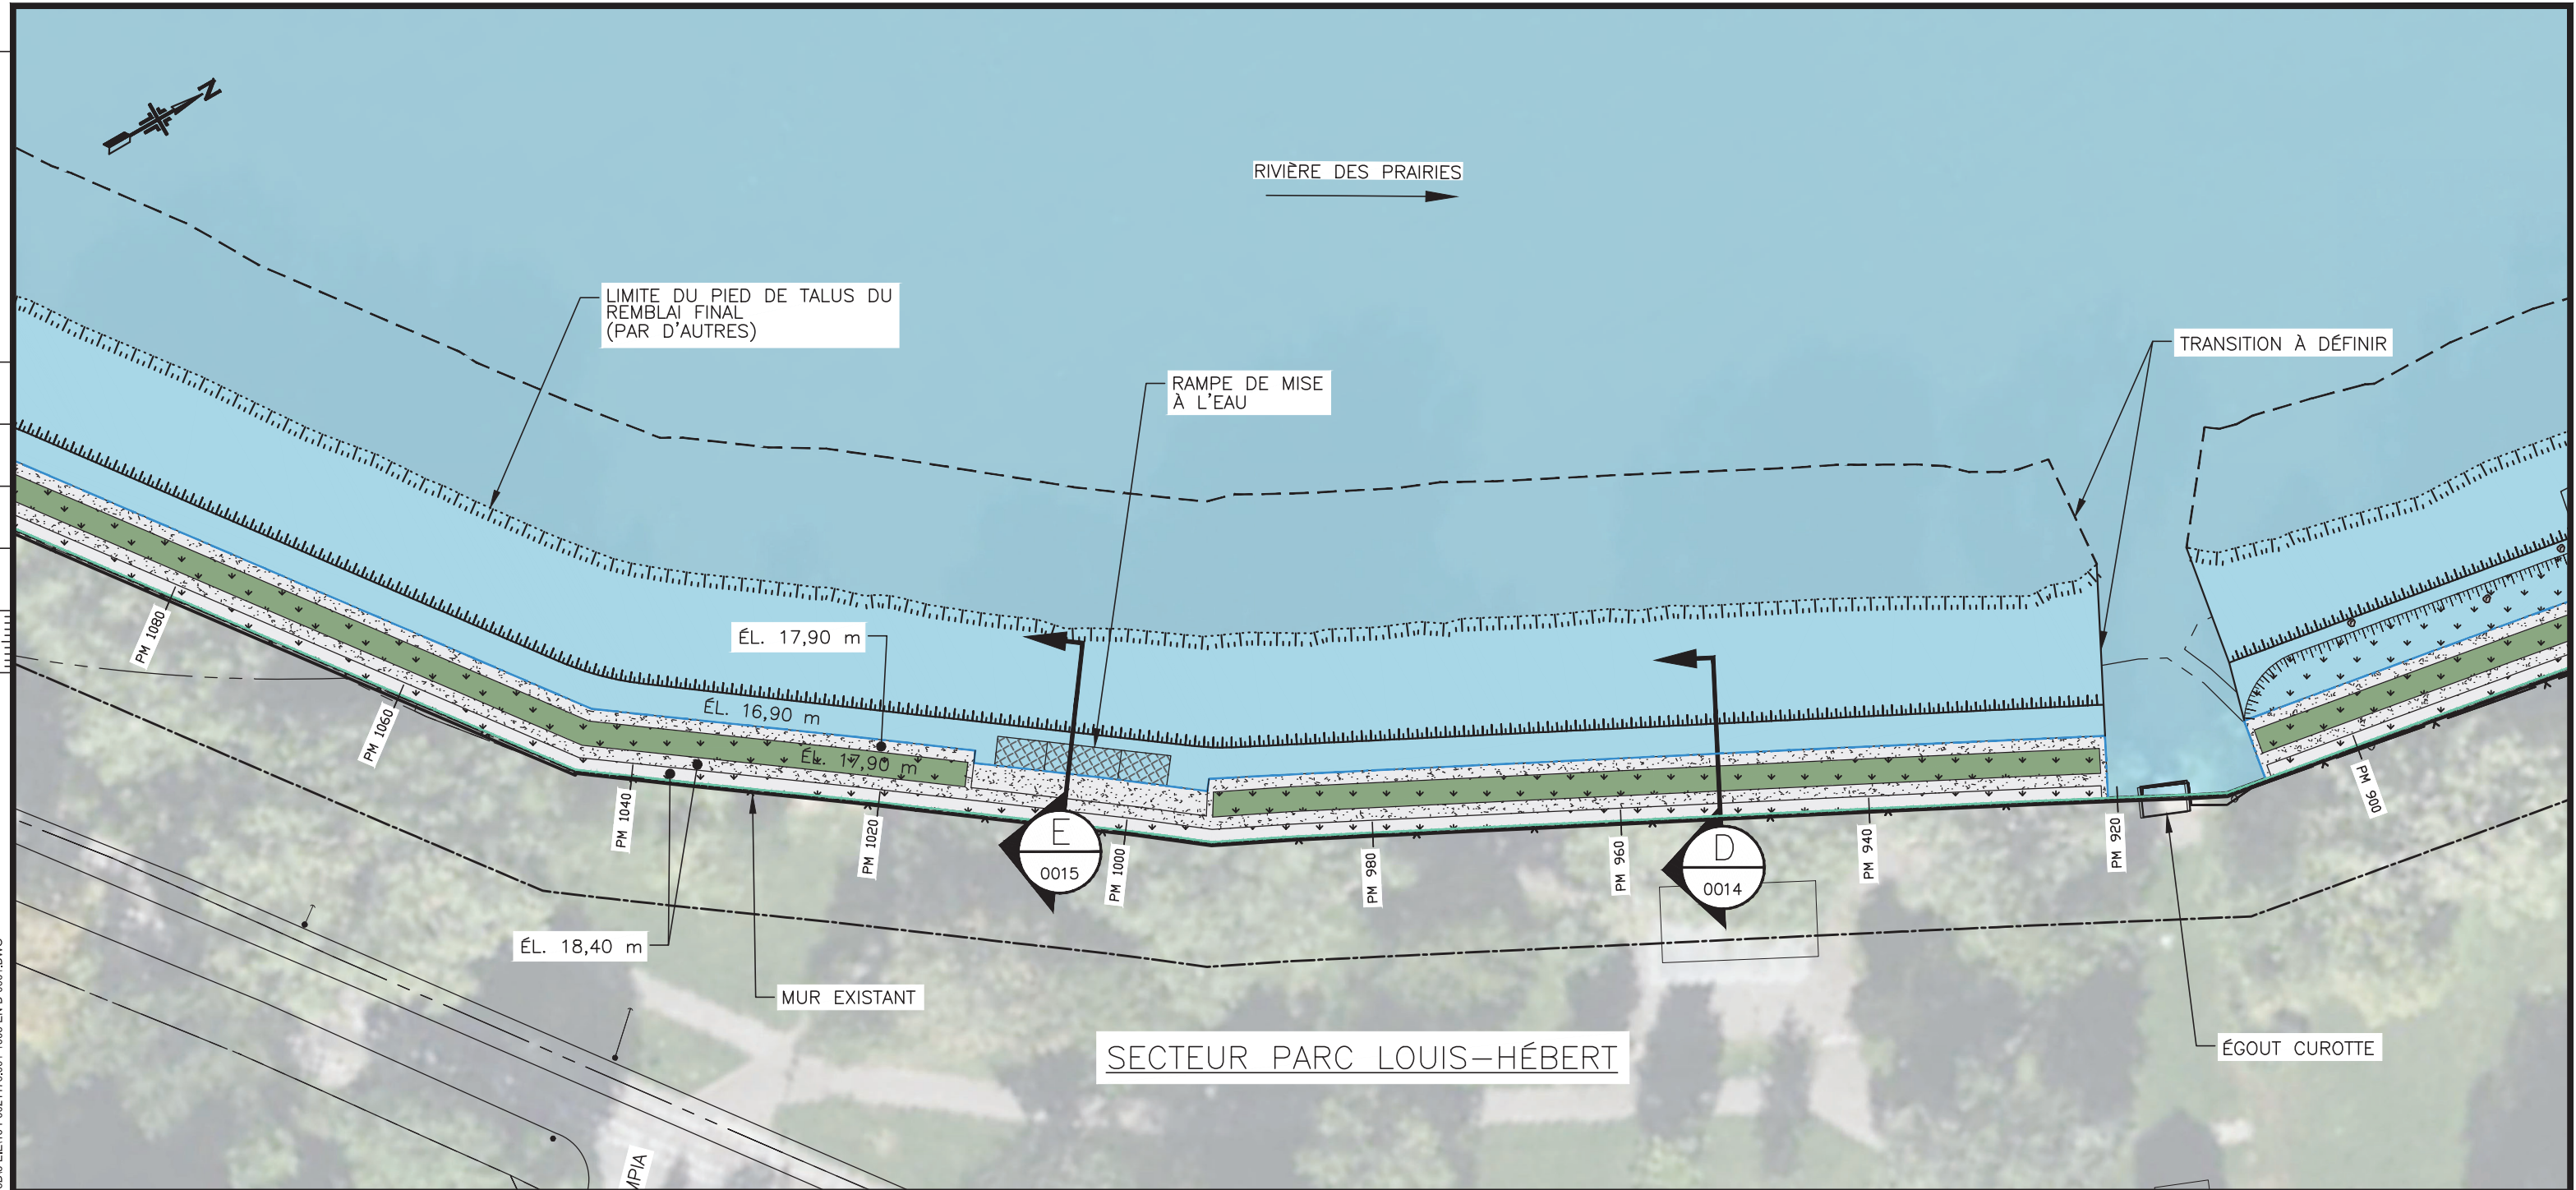 N
RIVIÈRE DES PRAIRIES
LIMITE DU PIED DE TALUS DU
REMBLAI FINAL
(PAR D'AUTRES)
TRANSITION À DÉFINIR
RAMPE DE MISE
À L'EAU
ÉL. 17,90 m
ÉL. 16,90 m
ÉL. 17,90 m
PM 1080
PM 1060
PM 1040
PM 1020
PM 1000
PM 980
PM 960
PM 940
PM 920
PM 900
E
0015
D
0014
ÉL. 18,40 m
MUR EXISTANT
SECTEUR PARC LOUIS-HÉBERT
ÉGOUT CUROTTE
MPIA